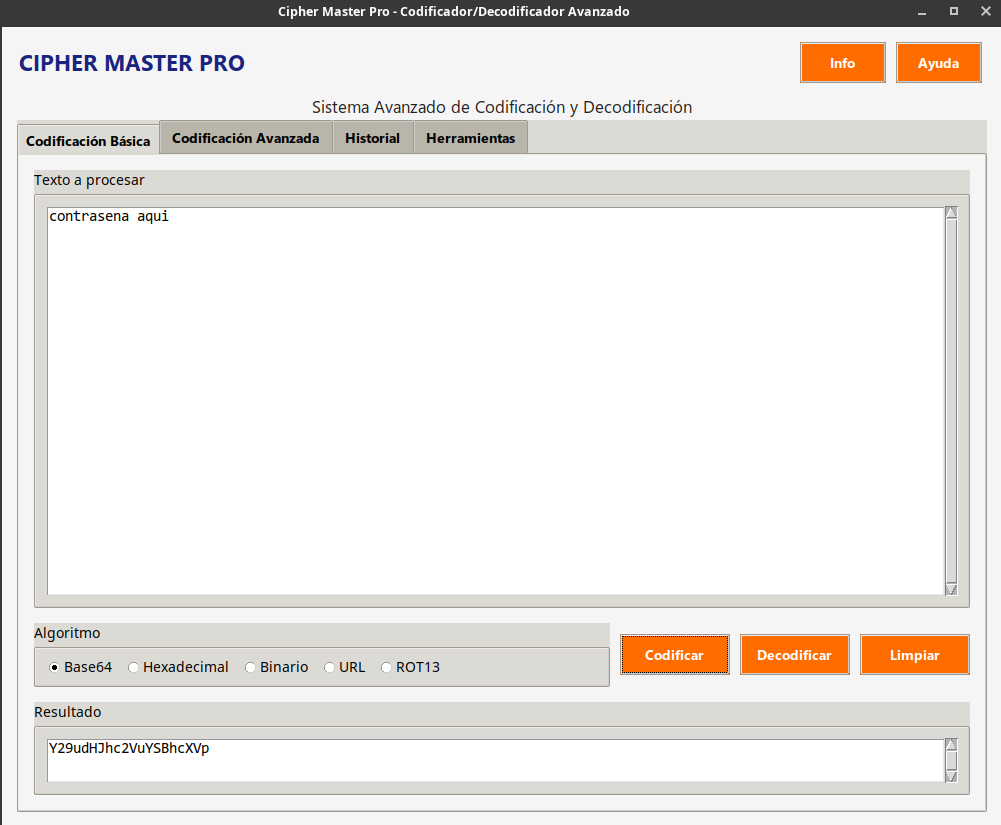 Cipher Master Pro - Codificador/Decodificador Avanzado
CIPHER MASTER PRO
Info
Ayuda
Sistema Avanzado de Codificación y Decodificación
Codificación Básica
Codificación Avanzada
Historial
Herramientas
Texto a procesar
contrasena aqui
Algoritmo
Base64
Hexadecimal
Binario
URL
ROT13
Codificar
Decodificar
Limpiar
Resultado
Y29udHJhc2VuYSBhcXVp